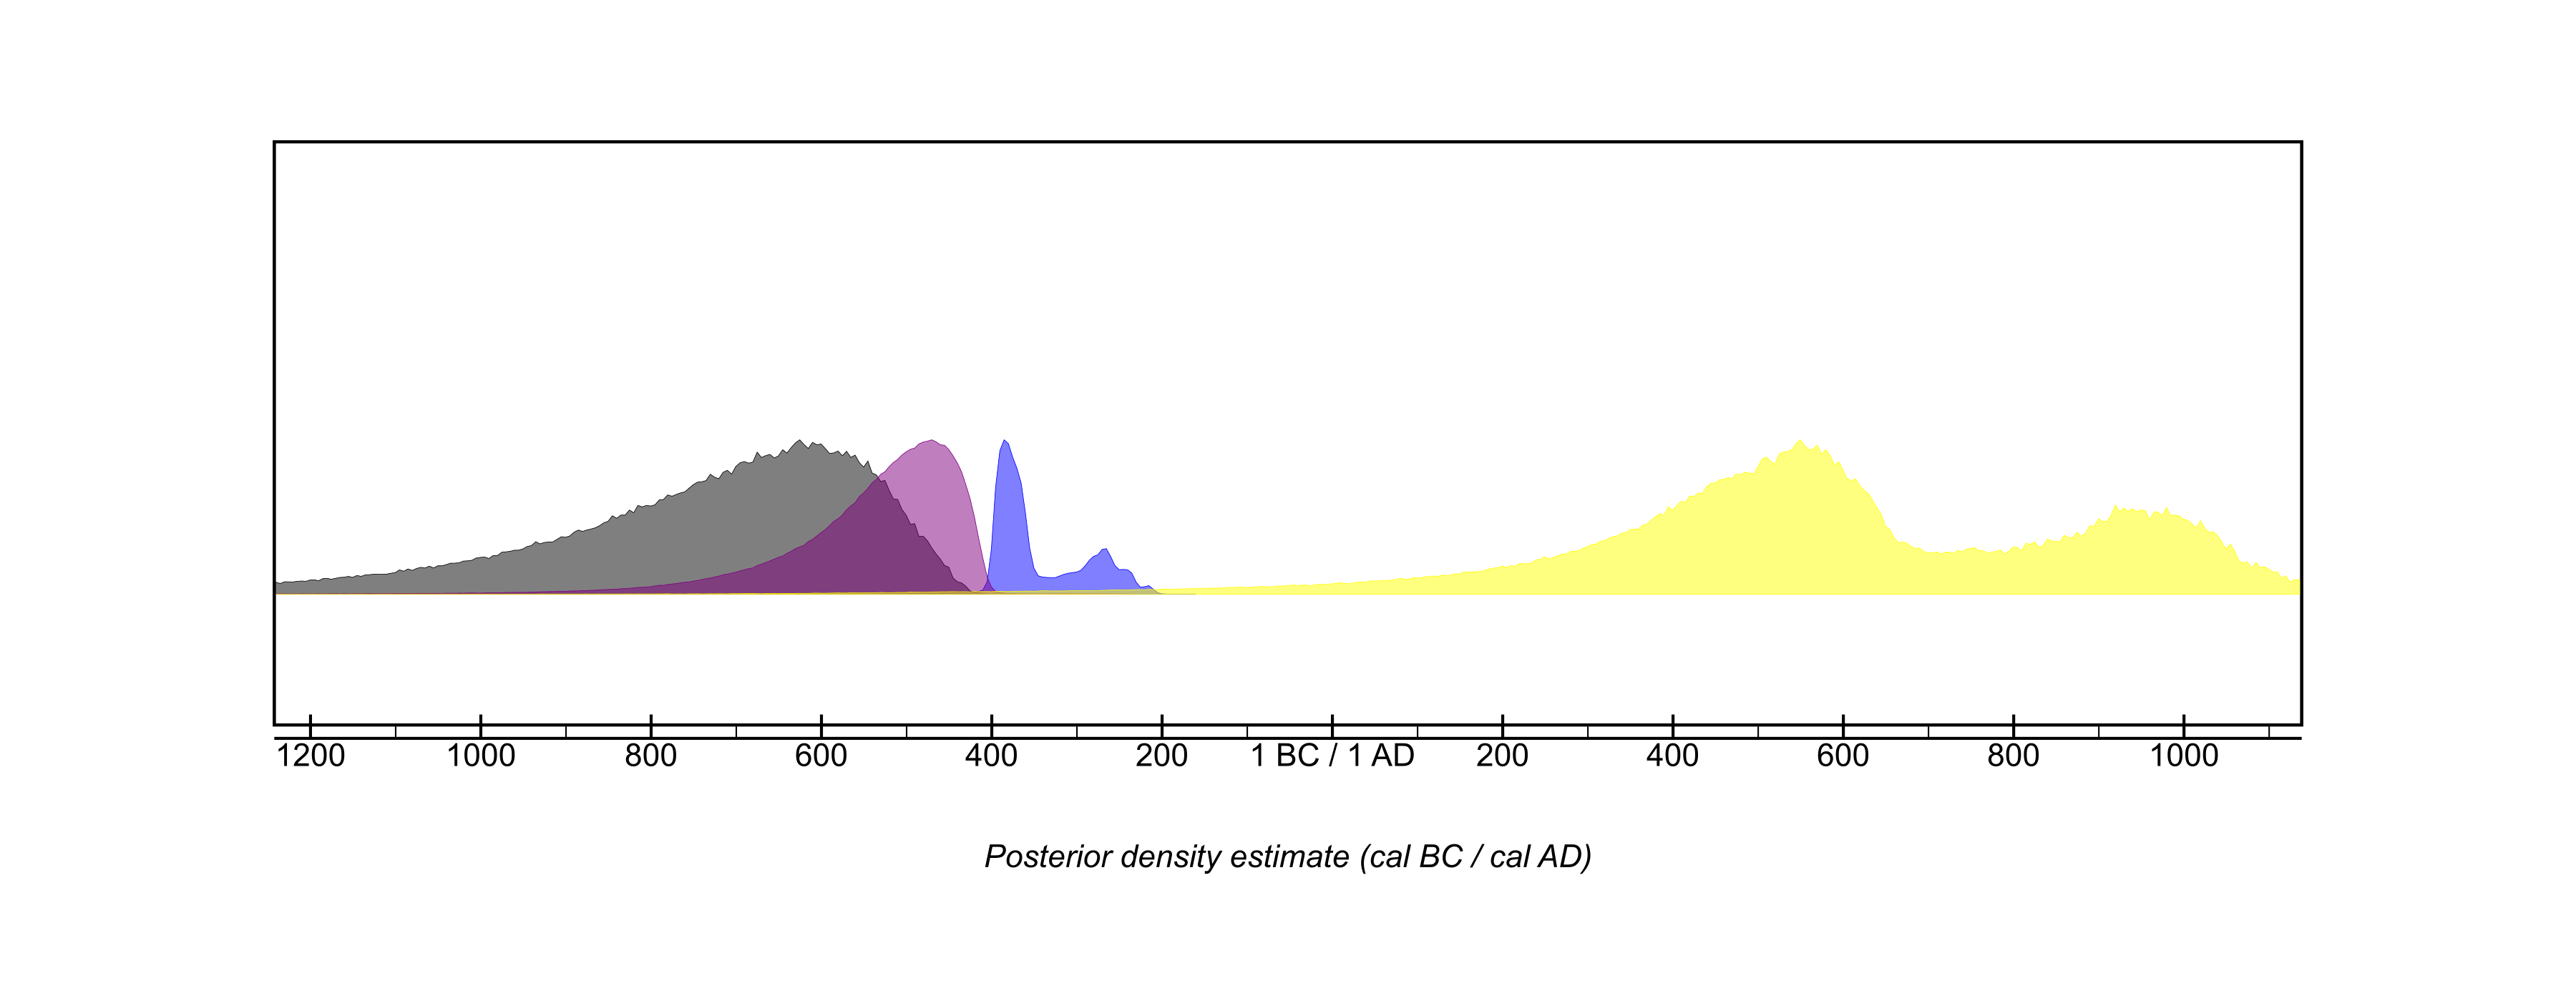 1200 1000 800 600 400 200 1 BC / 1 AD 200 400 600 800 1000
Posterior density estimate (cal BC / cal AD)